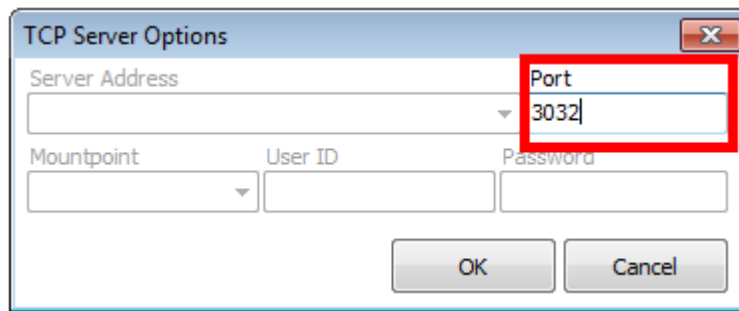 TCP Server Options
Server Address Port
3032
Mountpoint User ID Password
OK Cancel